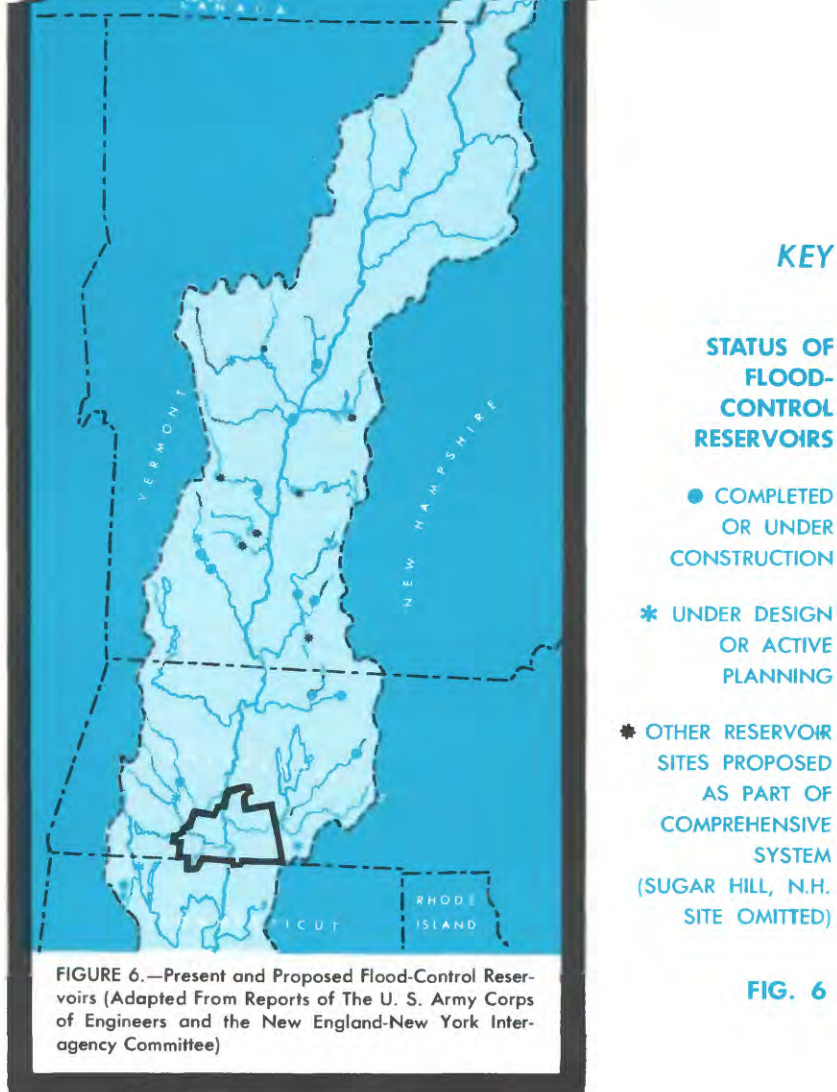 CANADA
VERMONT
NEW HAMPSHIRE
RHODE
ISLAND
ICUT
KEY
STATUS OF
FLOOD-
CONTROL
RESERVOIRS
COMPLETED
OR UNDER
CONSTRUCTION
UNDER DESIGN
OR ACTIVE
PLANNING
OTHER RESERVOIR
SITES PROPOSED
AS PART OF
COMPREHENSIVE
SYSTEM
(SUGAR HILL, N.H.
SITE OMITTED)
FIG. 6
FIGURE 6.—Present and Proposed Flood-Control Reser-
voirs (Adapted From Reports of The U. S. Army Corps
of Engineers and the New England-New York Inter-
agency Committee)